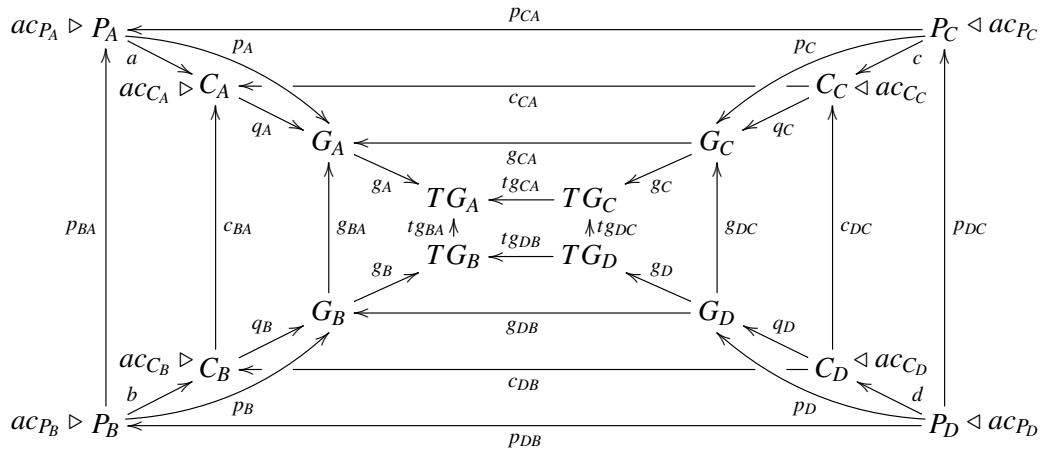 p_{CA}
ac_{P_A} ▷ P_A P_C ◁ ac_{P_C}
a p_A p_C c
ac_{C_A} ▷ C_A C_C ◁ ac_{C_C}
c_{CA}
q_A q_C
G_A G_C
g_{CA}
g_A tg_{CA} g_C
TG_A TG_C
p_{BA} c_{BA} g_{BA} tg_{BA} tg_{DC} g_{DC} c_{DC} p_{DC}
tg_{DB}
TG_B TG_D
g_B g_D
G_B G_D
g_{DB}
q_B q_D
ac_{C_B} ▷ C_B C_D ◁ ac_{C_D}
c_{DB}
b p_B p_D d
ac_{P_B} ▷ P_B P_D ◁ ac_{P_D}
p_{DB}